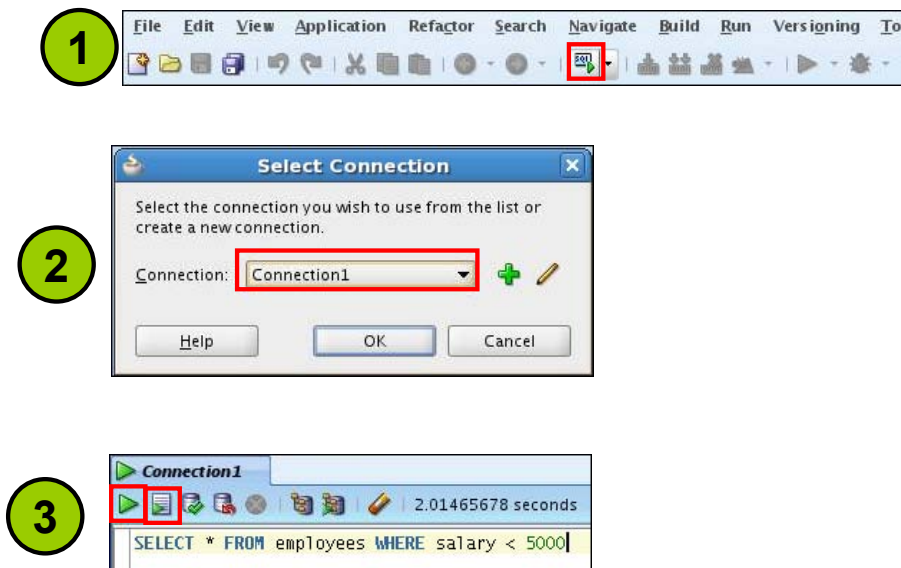 1
File Edit View Application Refactor Search Navigate Build Run Versioning To
SQL
Select Connection
Select the connection you wish to use from the list or
create a new connection.
2
Connection: Connection1
Help OK Cancel
Connection1
3
2.01465678 seconds
SELECT * FROM employees WHERE salary < 5000